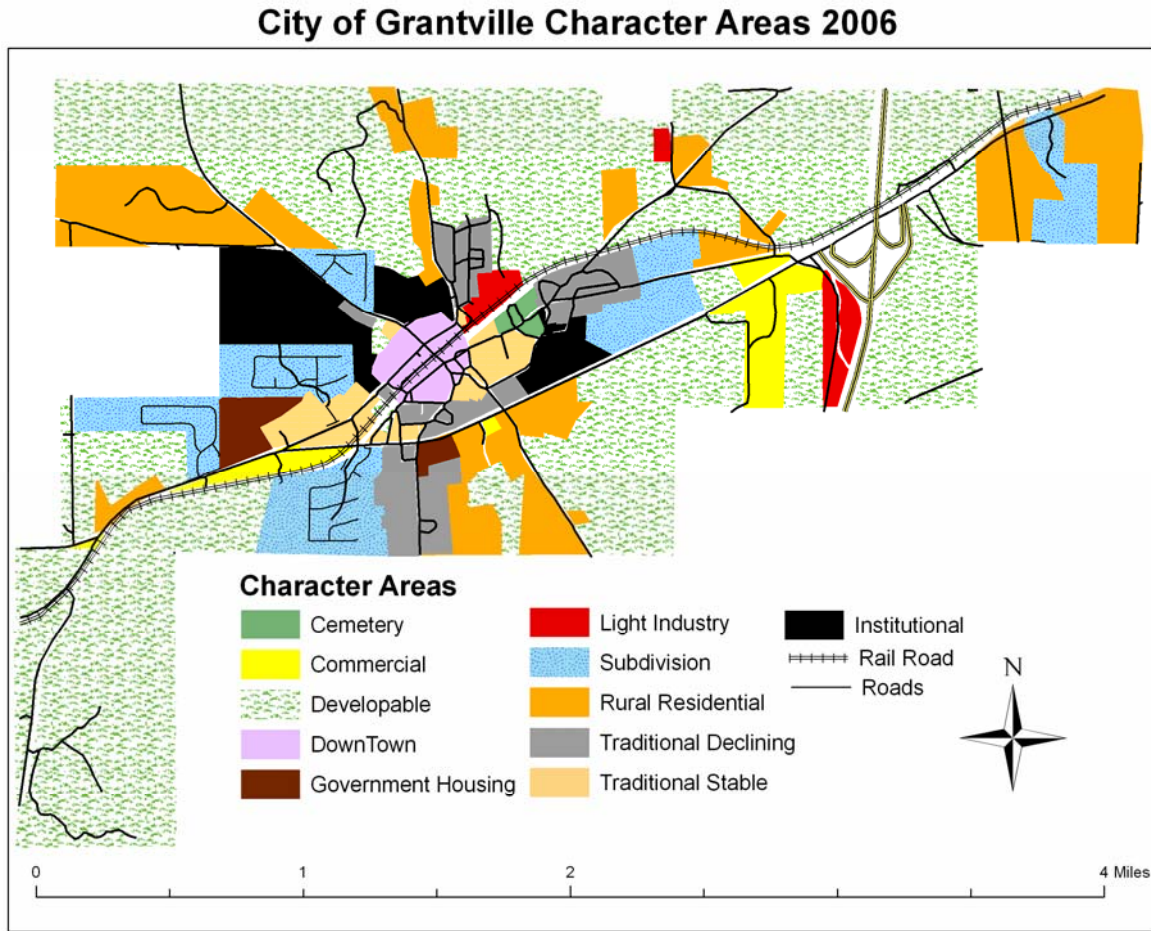 City of Grantville Character Areas 2006
Character Areas
Cemetery
Commercial
Developable
DownTown
Government Housing
Light Industry
Subdivision
Rural Residential
Traditional Declining
Traditional Stable
Institutional
Rail Road
Roads
N
0 1 2 4 Miles